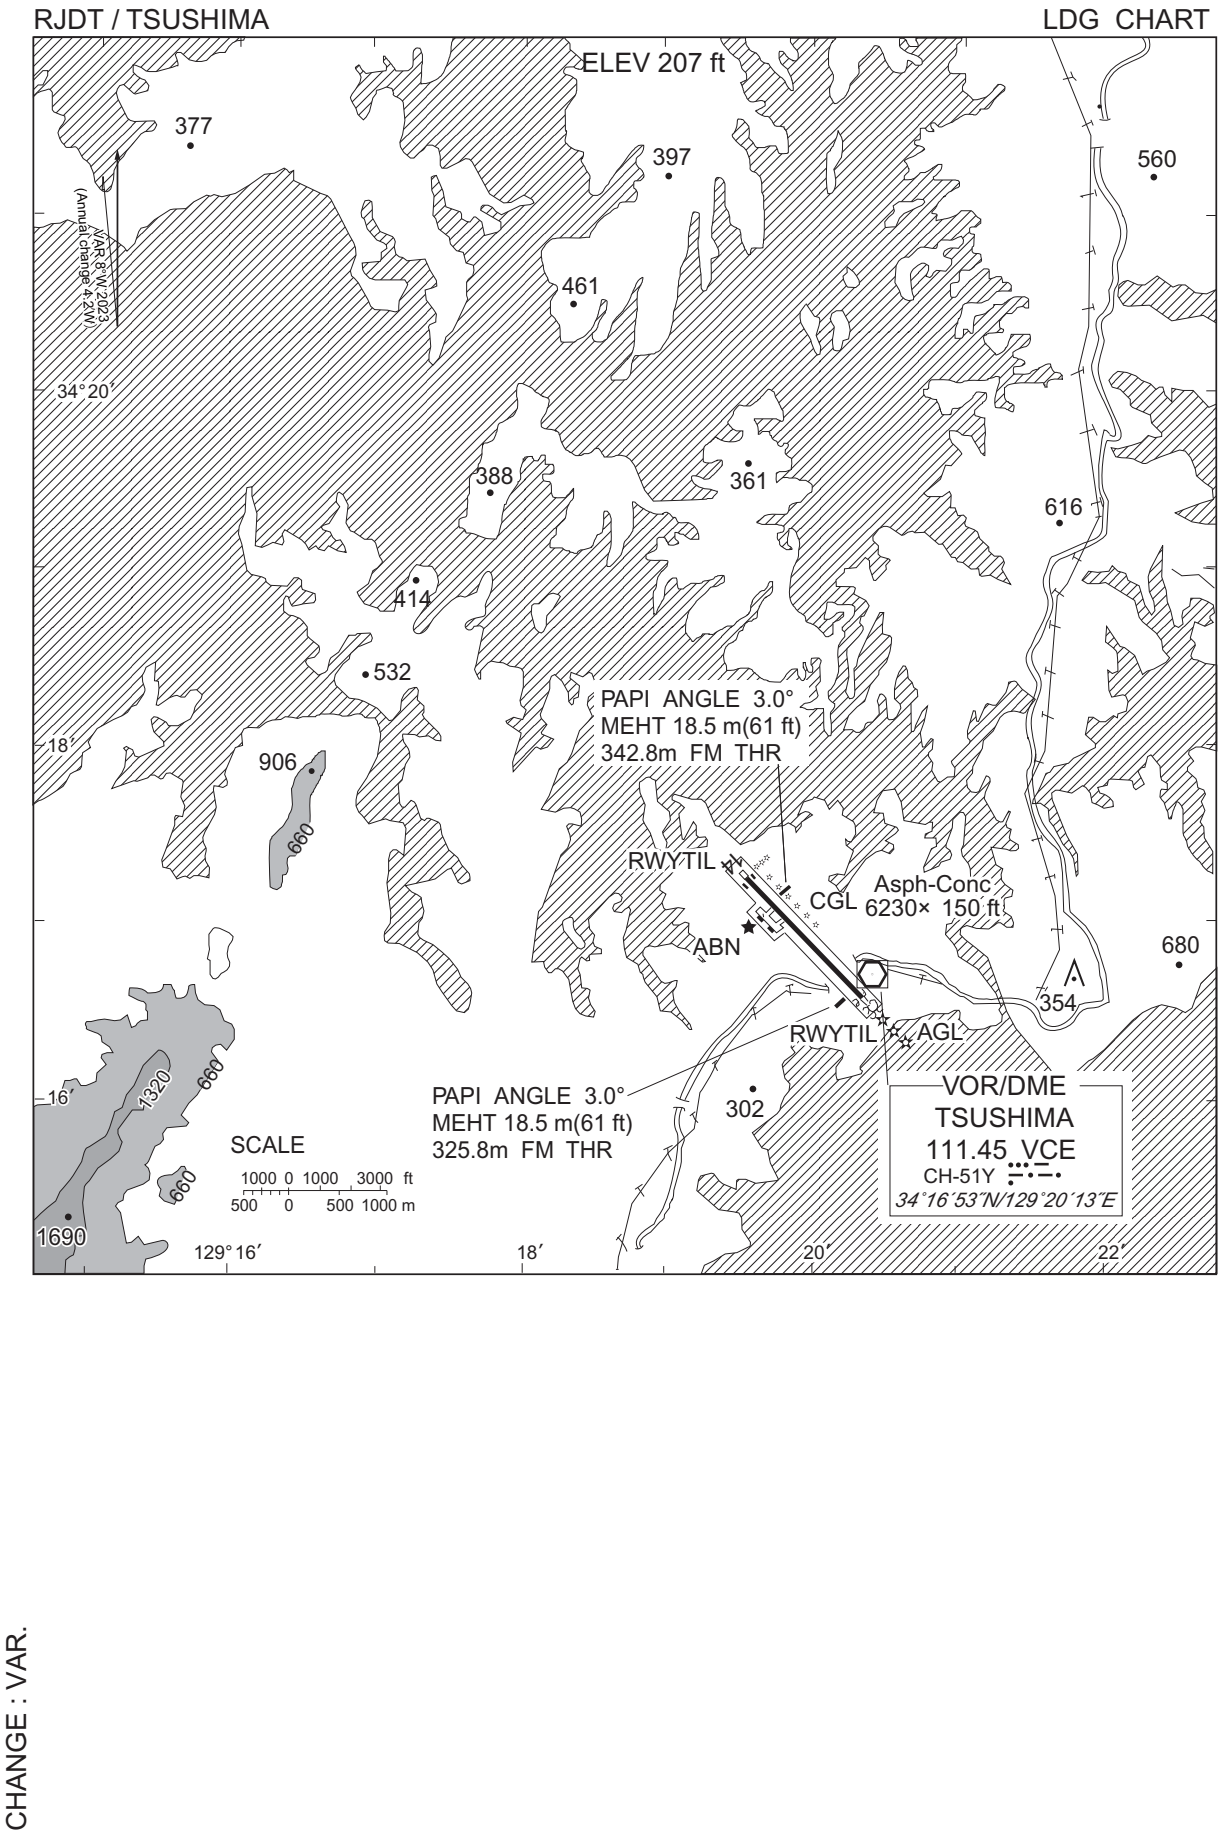 RJDT / TSUSHIMA
LDG CHART
ELEV 207 ft
377
397
560
VAR 8°W 2023
(Annual change 4.2'W)
461
34°20′
388
361
616
414
532
PAPI ANGLE 3.0°
MEHT 18.5 m(61 ft)
342.8m FM THR
18′
906
660
RWYTIL
CGL
Asph-Conc
6230× 150 ft
ABN
680
354
RWYTIL
AGL
660
1320
16′
PAPI ANGLE 3.0°
MEHT 18.5 m(61 ft)
325.8m FM THR
302
VOR/DME
TSUSHIMA
111.45 VCE
CH-51Y
34°16′53″N/129°20′13″E
SCALE
1000 0 1000 3000 ft
500 0 500 1000 m
660
1690
129°16′
18′
20′
22′
CHANGE : VAR.